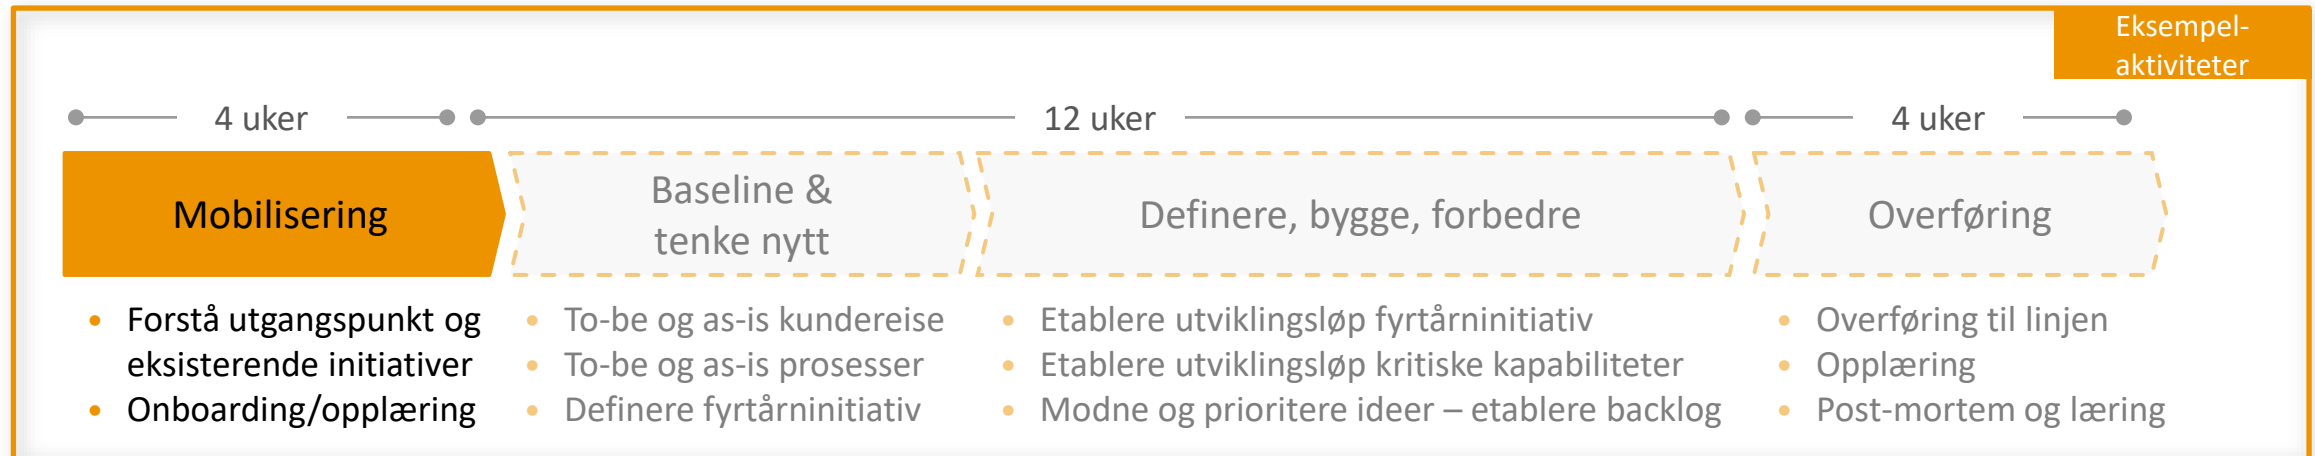 Eksempel-
aktiviteter
4 uker
12 uker
4 uker
Mobilisering
Baseline &
tenke nytt
Definere, bygge, forbedre
Overføring
• Forstå utgangspunkt og
eksisterende initiativer
• Onboarding/opplæring
• To-be og as-is kundereise
• To-be og as-is prosesser
• Definere fyrtårninitiativ
• Etablere utviklingsløp fyrtårninitiativ
• Etablere utviklingsløp kritiske kapabiliteter
• Modne og prioritere ideer – etablere backlog
• Overføring til linjen
• Opplæring
• Post-mortem og læring